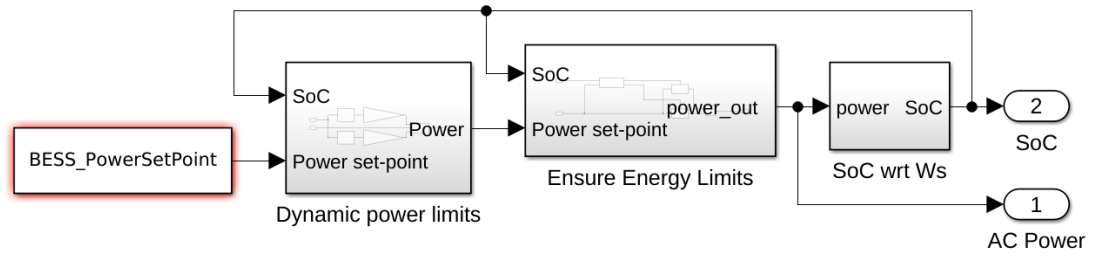 BESS_PowerSetPoint
SoC
Power
Power set-point
Dynamic power limits
SoC
power_out
Power set-point
Ensure Energy Limits
power
SoC
SoC wrt Ws
2
SoC
1
AC Power